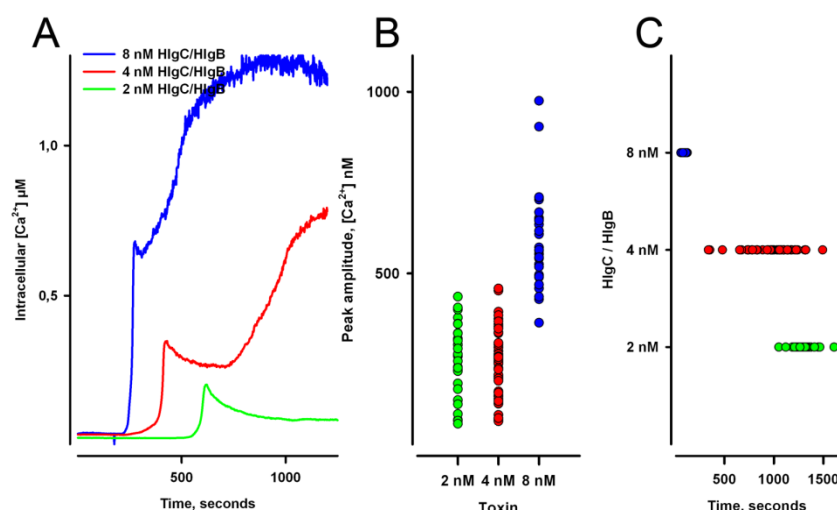 A
8 nM HlgC/HlgB
4 nM HlgC/HlgB
2 nM HlgC/HlgB
Intracellular [Ca²⁺] µM
1,0
0,5
500
1000
Time, seconds
B
Peak amplitude, [Ca²⁺] nM
1000
500
2 nM 4 nM 8 nM
Toxin
C
HlgC / HlgB
8 nM
4 nM
2 nM
500
1000
1500
Time, seconds